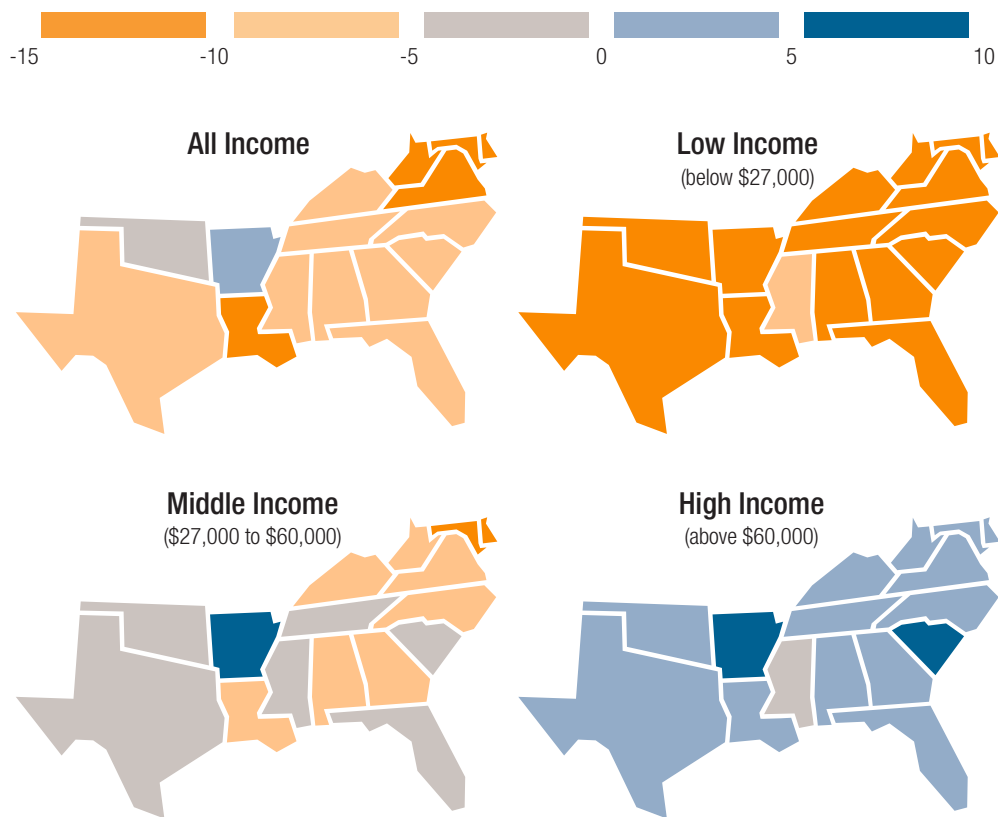 -15 -10 -5 0 5 10
All Income
Low Income
(below $27,000)
Middle Income
($27,000 to $60,000)
High Income
(above $60,000)